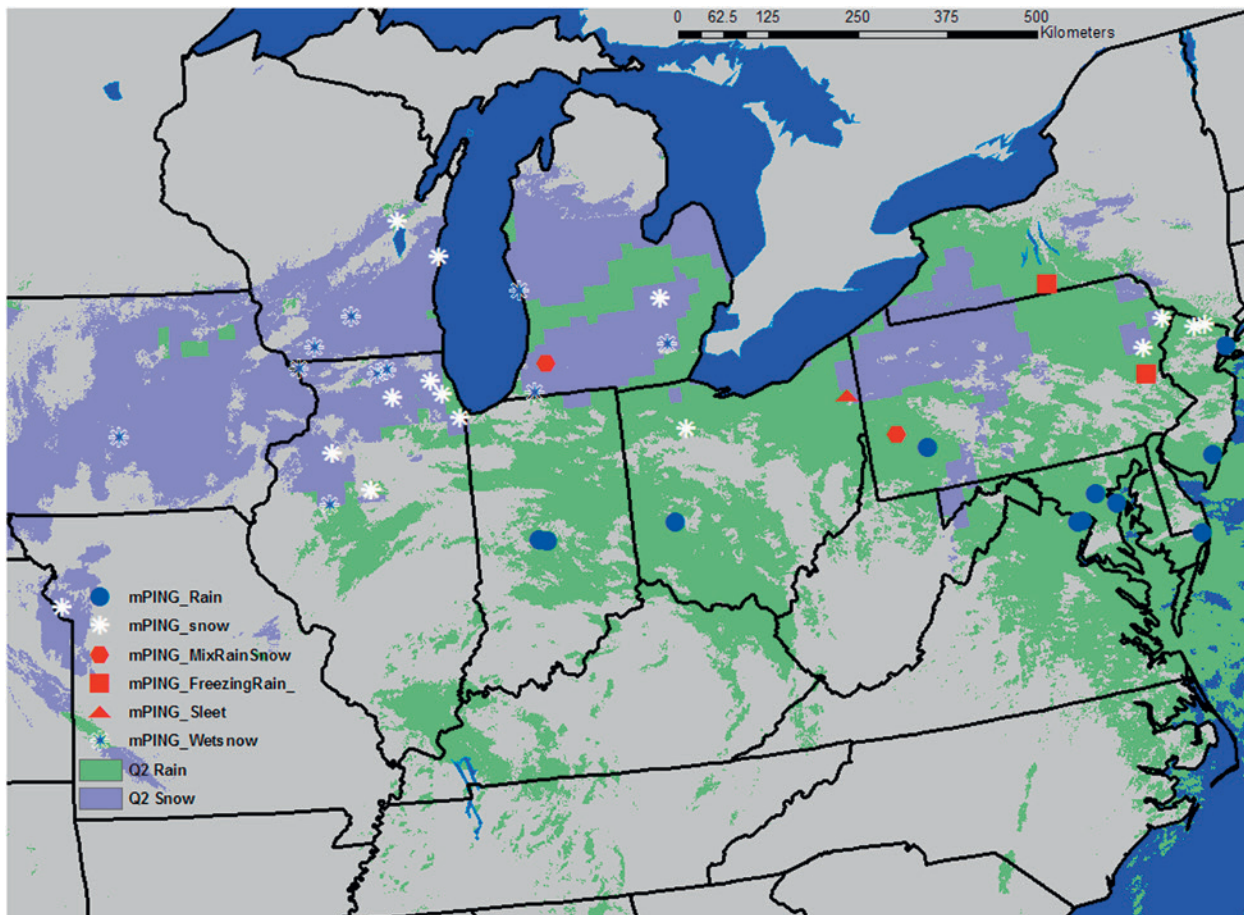 0 62.5 125 250 375 500
Kilometers
mPING_Rain
mPING_snow
mPING_MixRainSnow
mPING_FreezingRain_
mPING_Sleet
mPING_Wetsnow
Q2 Rain
Q2 Snow